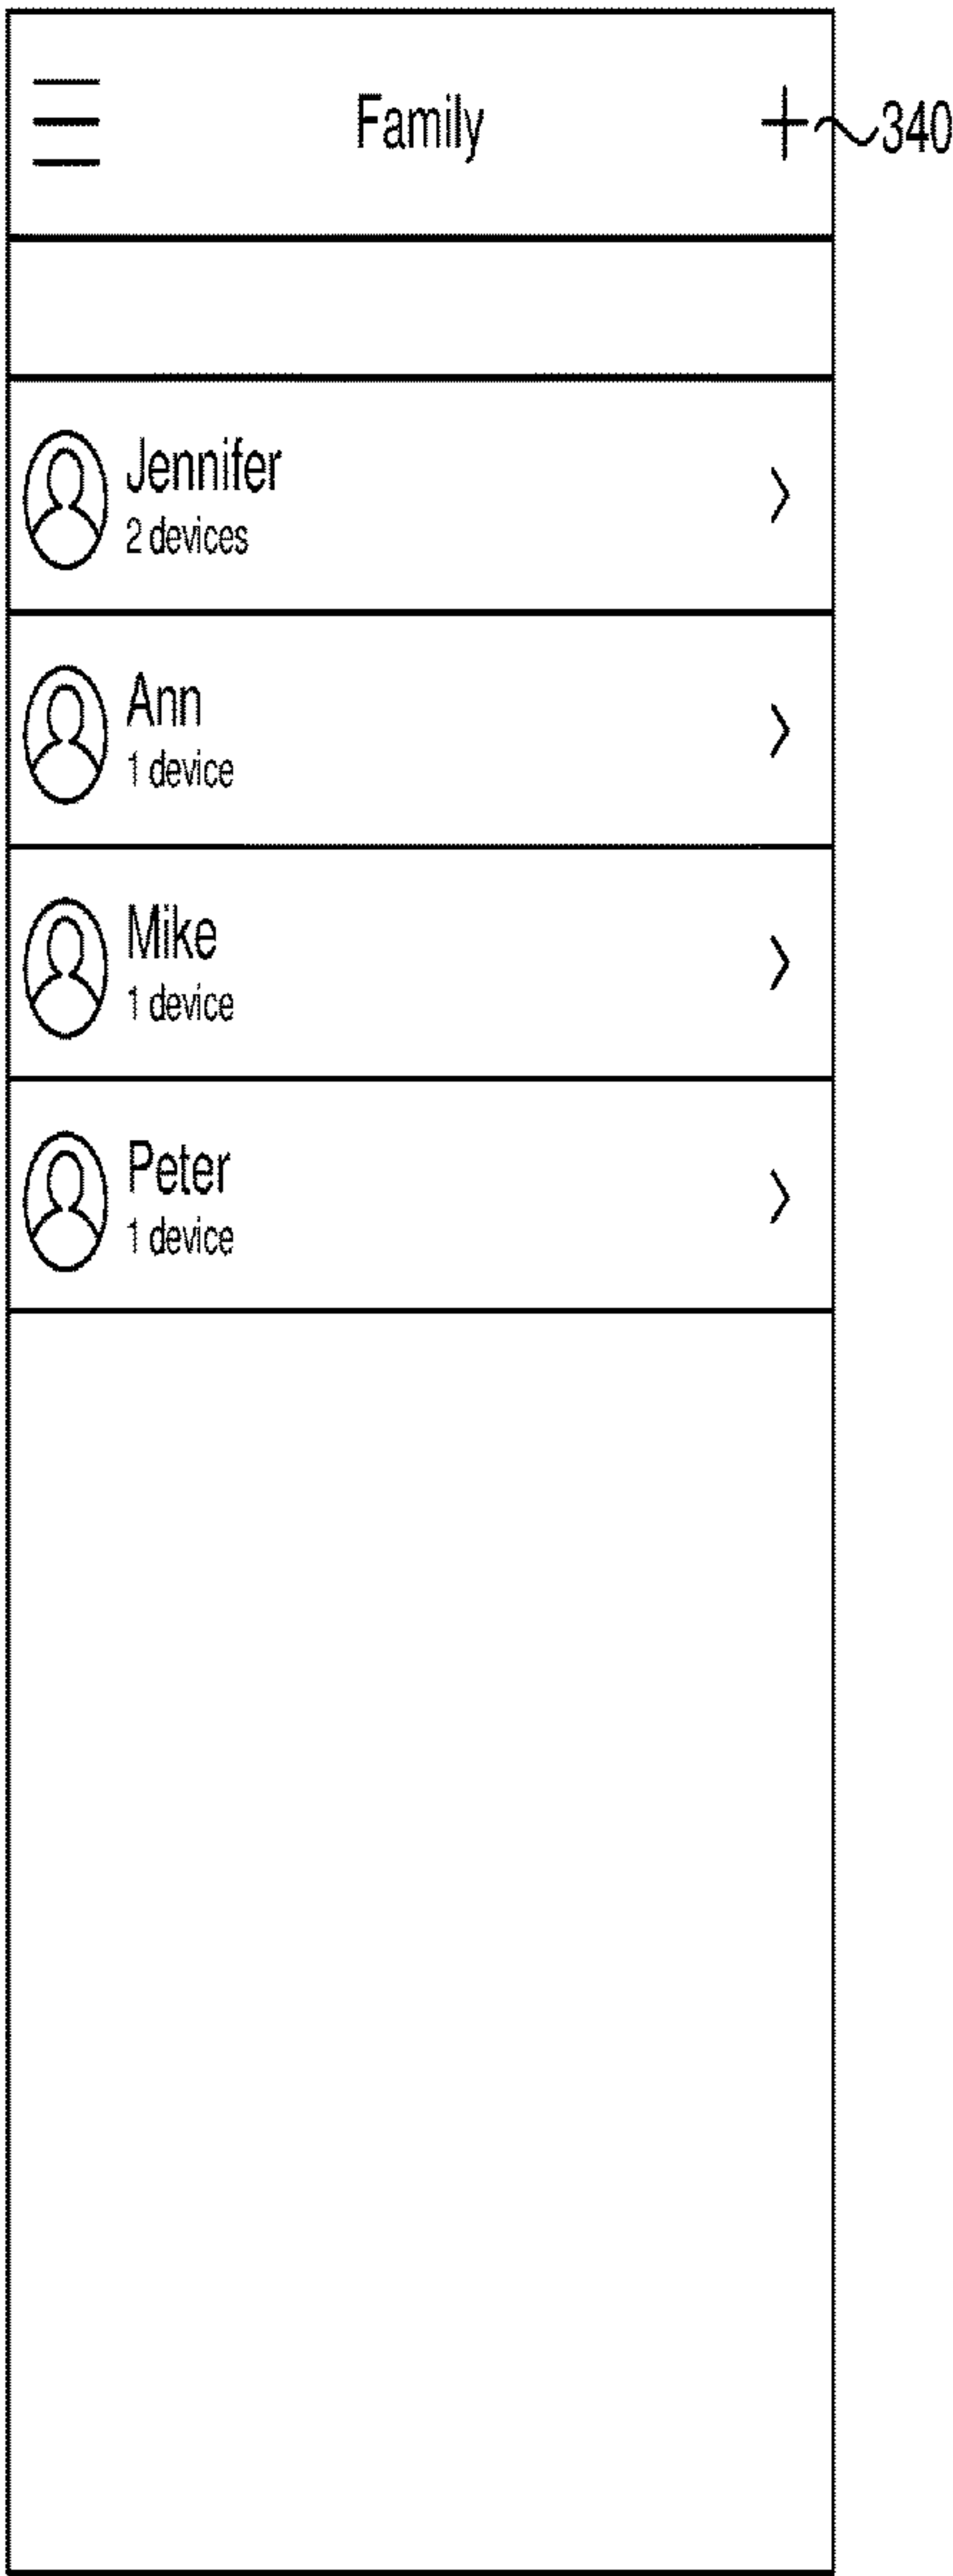 Family
340
Jennifer
2 devices
Ann
1 device
Mike
1 device
Peter
1 device